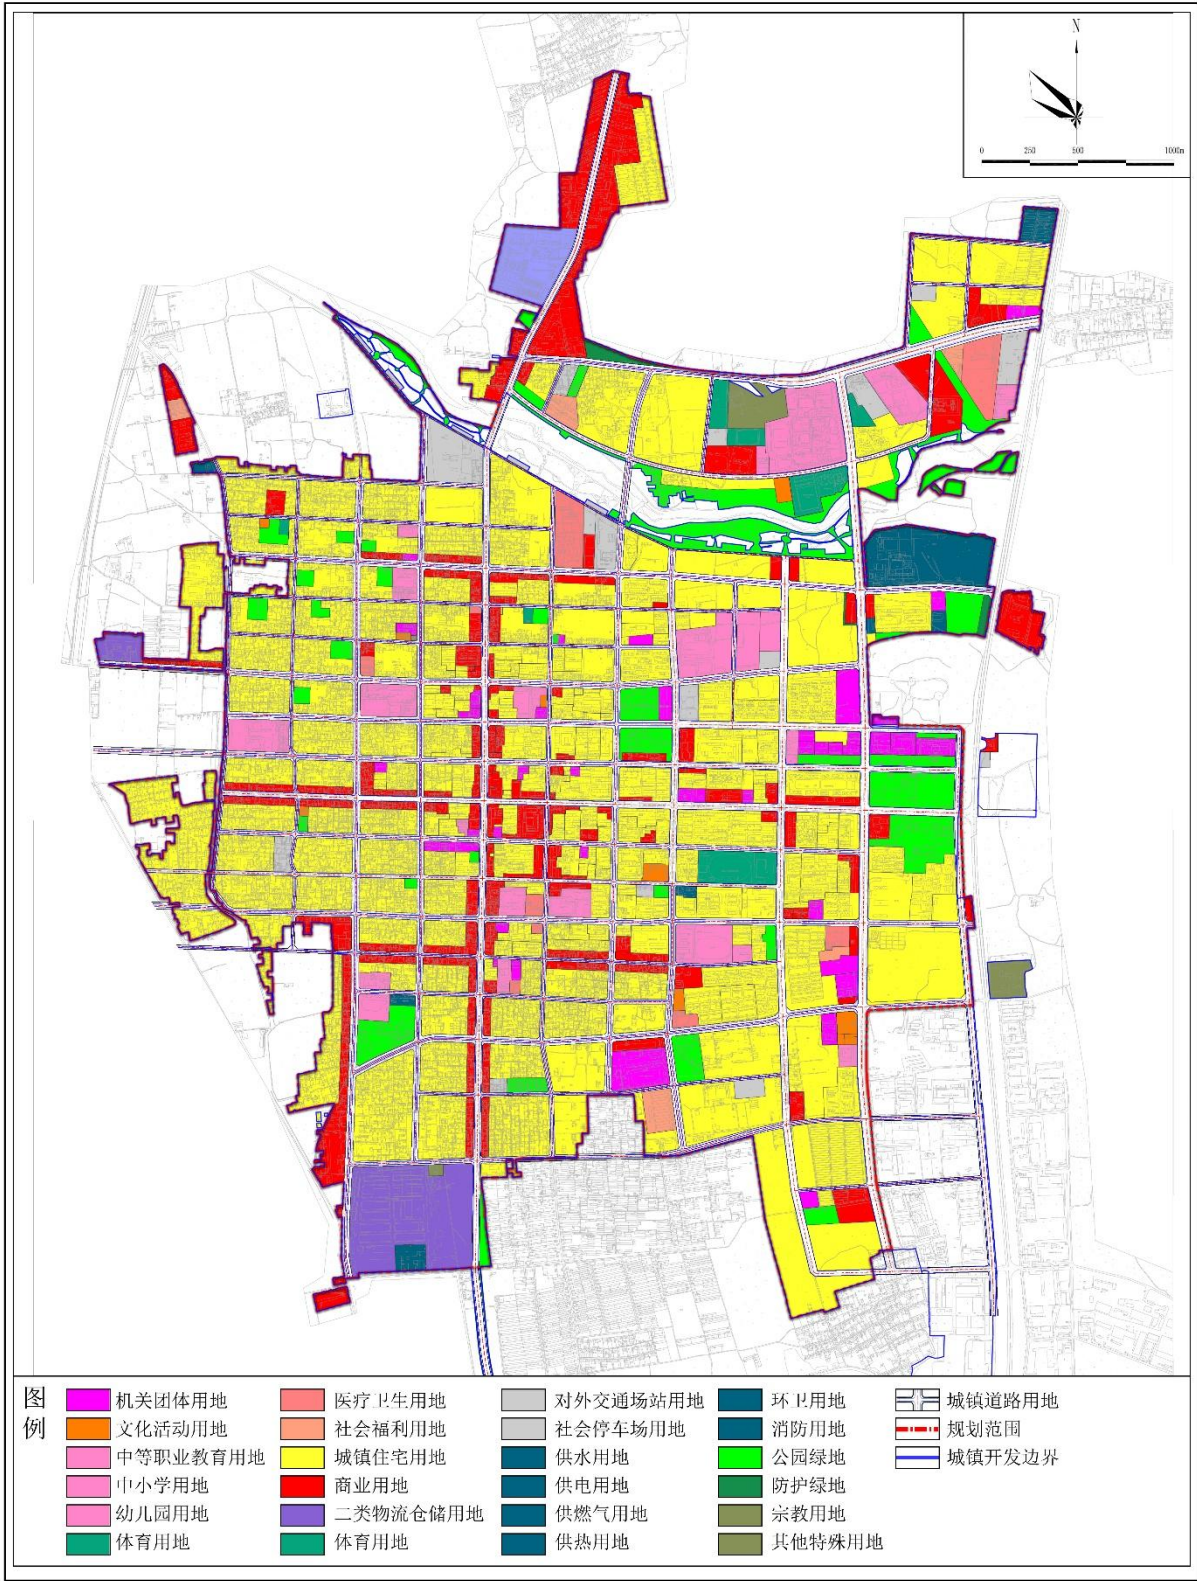 N
0 250 500 1000m
图例
机关团体用地 医疗卫生用地 对外交通场站用地 环卫用地 城镇道路用地
文化活动用地 社会福利用地 社会停车场用地 消防用地 规划范围
中等职业教育用地 城镇住宅用地 供水用地 公园绿地 城镇开发边界
中小学用地 商业用地 供电用地 防护绿地
幼儿园用地 二类物流仓储用地 供燃气用地 宗教用地
体育用地 体育用地 供热用地 其他特殊用地